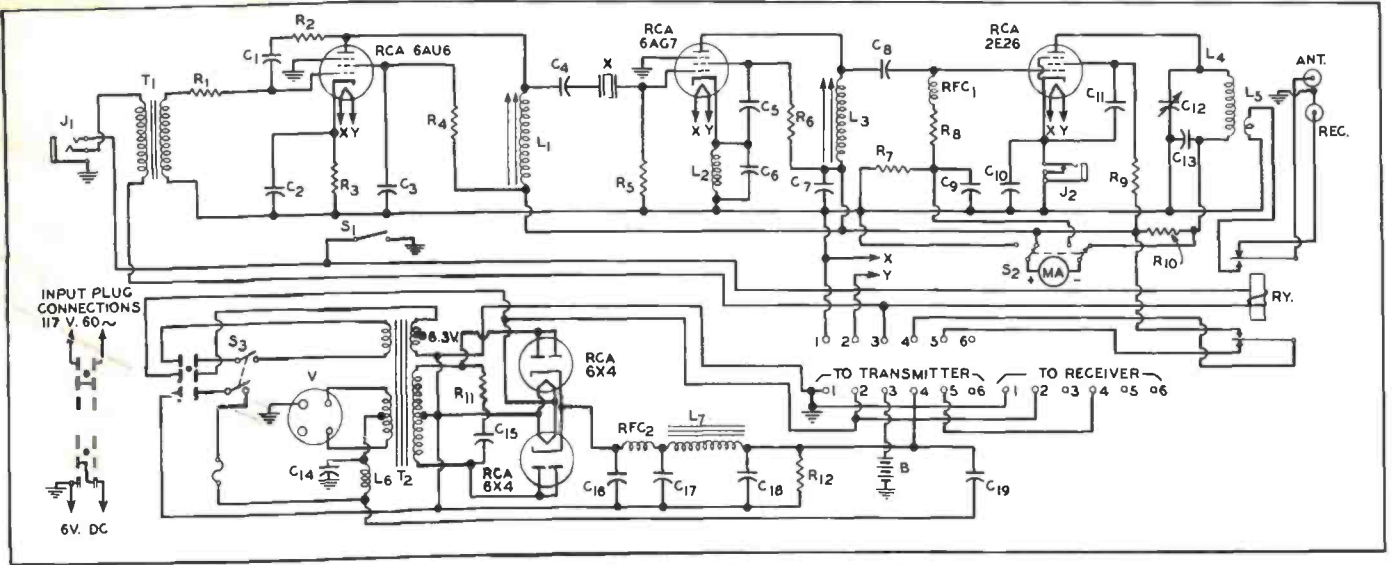 R2
C1
RCA 6AU6
RCA
6AG7
C8
RCA
2E26
L4
ANT.
T1
R1
C4
X
RFC1
C11
C12
L5
J1
R4
L1
C5
R6
L3
R8
REC.
X Y
X Y
X Y
C13
C2
R3
C3
R5
L2
C6
C7
R7
C9
C10
J2
R9
S1
S2
+ MA -
R10
X
Y
RY.
INPUT PLUG
CONNECTIONS
117 V. 60~
S3
V
6.3V.
RCA
6X4
1 2 3 4 5 6
TO TRANSMITTER
TO RECEIVER
1 2 3 4 5 6
1 2 3 4 5 6
R11
C15
C14
L6
T2
RCA
6X4
RFC2
L7
C16
C17
C18
R12
B
C19
6V. DC